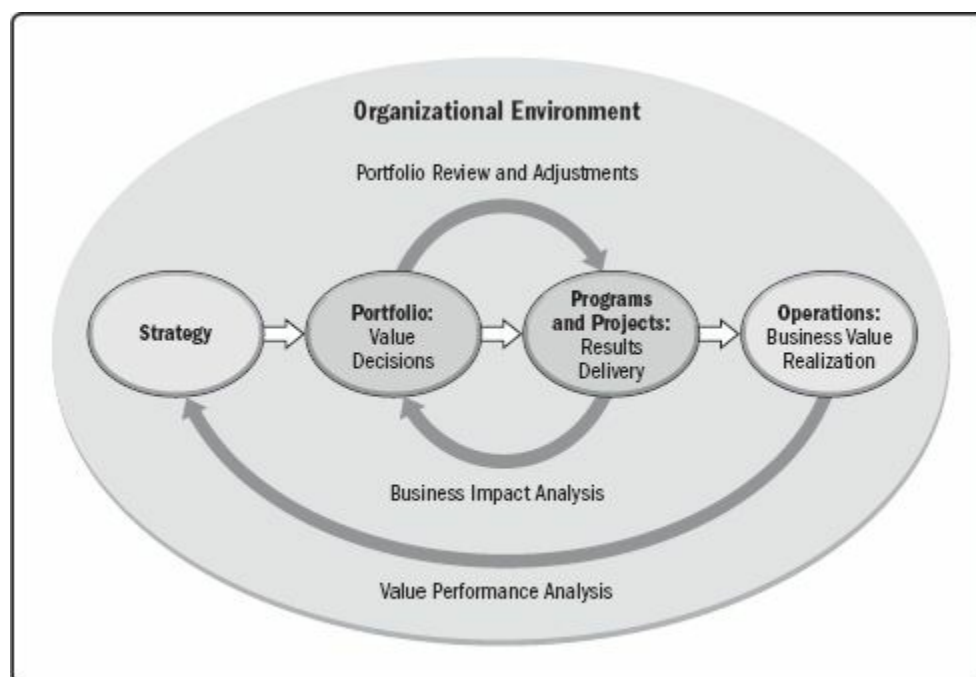 Organizational Environment
Portfolio Review and Adjustments
Strategy
Portfolio:
Value
Decisions
Programs
and Projects:
Results
Delivery
Operations:
Business Value
Realization
Business Impact Analysis
Value Performance Analysis